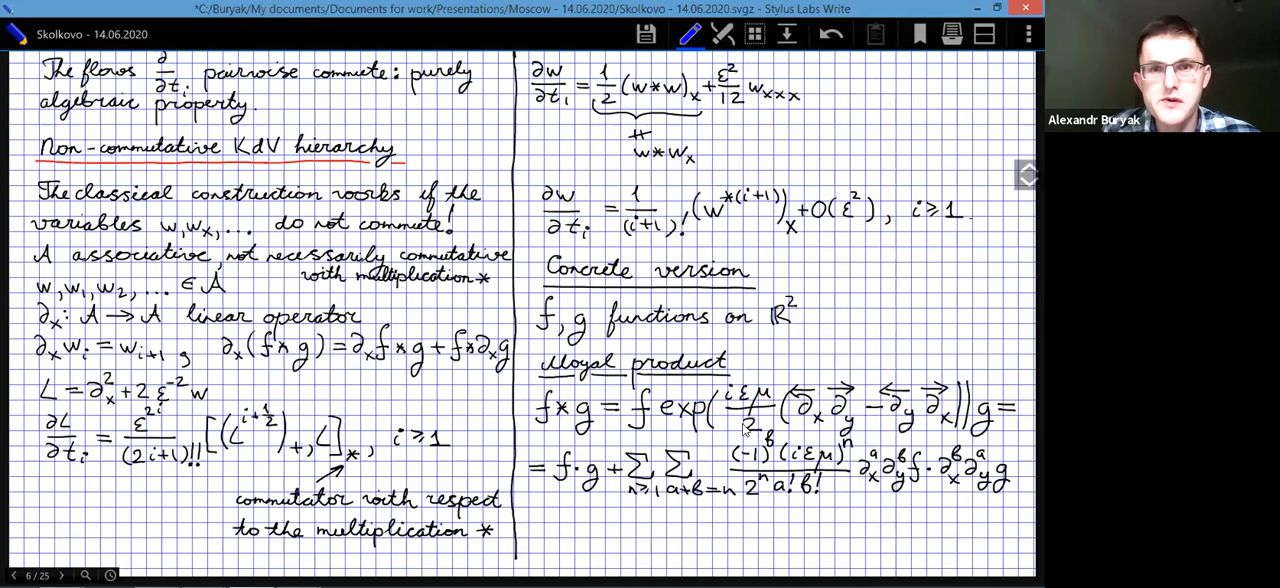 *C:/Buryak/My documents/Documents for work/Presentations/Moscow - 14.06.2020/Skolkovo - 14.06.2020.svgz - Stylus Labs Write
Skolkovo - 14.06.2020
The flows ∂/∂t_i pairwise commute: purely
algebraic property.
Non-commutative KdV hierarchy
The classical construction works if the
variables w, w_x, ... do not commute!
A associative, not necessarily commutative
with multiplication *
w, w_1, w_2, ... ∈ A
∂_x: A → A linear operator
∂_x w_i = w_{i+1}, ∂_x(f*g) = ∂_x f*g + f*∂_x g
L = ∂_x^2 + 2ε^{-2} w
∂L/∂t_i = ε^{2i}/(2i+1)!! [(L^{i+1/2})_+, L]_*, i ≥ 1
commutator with respect
to the multiplication *
∂w/∂t_1 = 1/2 (w*w)_x + ε^2/12 w_{xxx}
≠
w*w_x
∂w/∂t_i = 1/(i+1)! (w^{*(i+1)})_x + O(ε^2), i ≥ 1.
Concrete version
f, g functions on ℝ^2
Moyal product
f*g = f exp(iεμ/2 (←∂_x →∂_y − ←∂_y →∂_x)) g =
= f·g + Σ_{n≥1} Σ_{a+b=n} (-1)^b (iεμ)^n / 2^n a! b! ∂_x^a ∂_y^b f · ∂_x^b ∂_y^a g
6 / 25
Alexandr Buryak